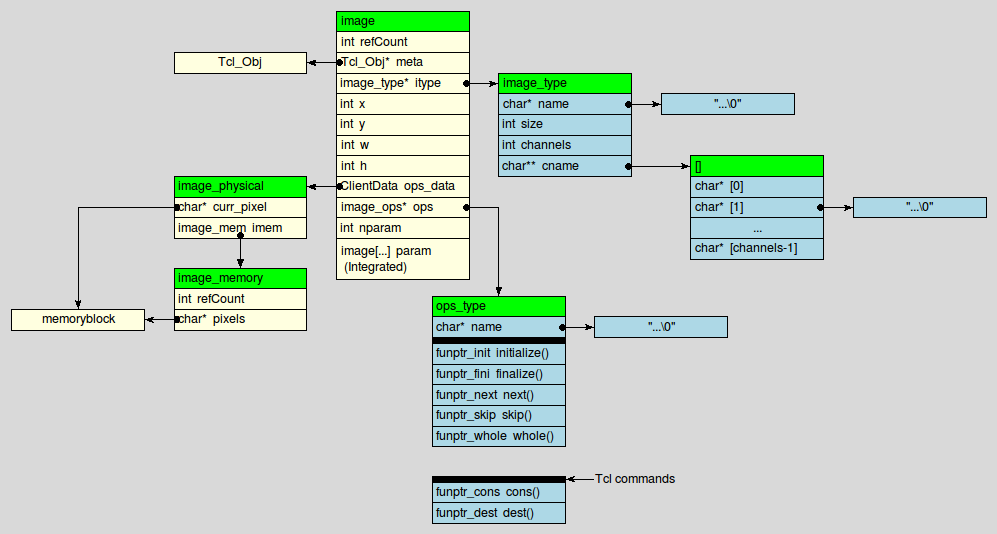 image
int refCount
Tcl_Obj* meta
image_type* itype
int x
int y
int w
int h
ClientData ops_data
image_ops* ops
int nparam
image[...] param
(Integrated)
Tcl_Obj
image_type
char* name
int size
int channels
char** cname
"...\0"
[]
char* [0]
char* [1]
...
char* [channels-1]
"...\0"
image_physical
char* curr_pixel
image_mem imem
image_memory
int refCount
char* pixels
memoryblock
ops_type
char* name
funptr_init initialize()
funptr_fini finalize()
funptr_next next()
funptr_skip skip()
funptr_whole whole()
"...\0"
Tcl commands
funptr_cons cons()
funptr_dest dest()